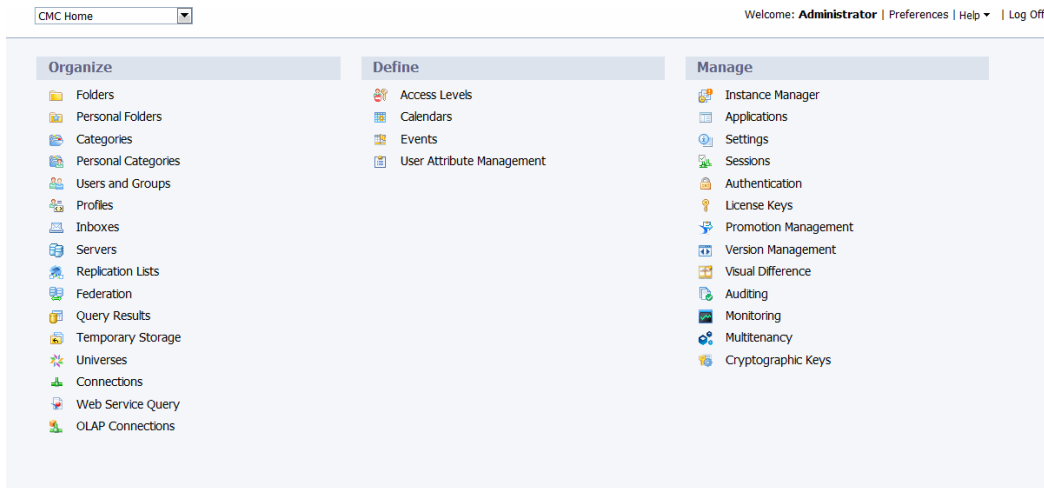 CMC Home
Welcome: Administrator | Preferences | Help | Log Off
Organize
Folders
Personal Folders
Categories
Personal Categories
Users and Groups
Profiles
Inboxes
Servers
Replication Lists
Federation
Query Results
Temporary Storage
Universes
Connections
Web Service Query
OLAP Connections
Define
Access Levels
Calendars
Events
User Attribute Management
Manage
Instance Manager
Applications
Settings
Sessions
Authentication
License Keys
Promotion Management
Version Management
Visual Difference
Auditing
Monitoring
Multitenancy
Cryptographic Keys